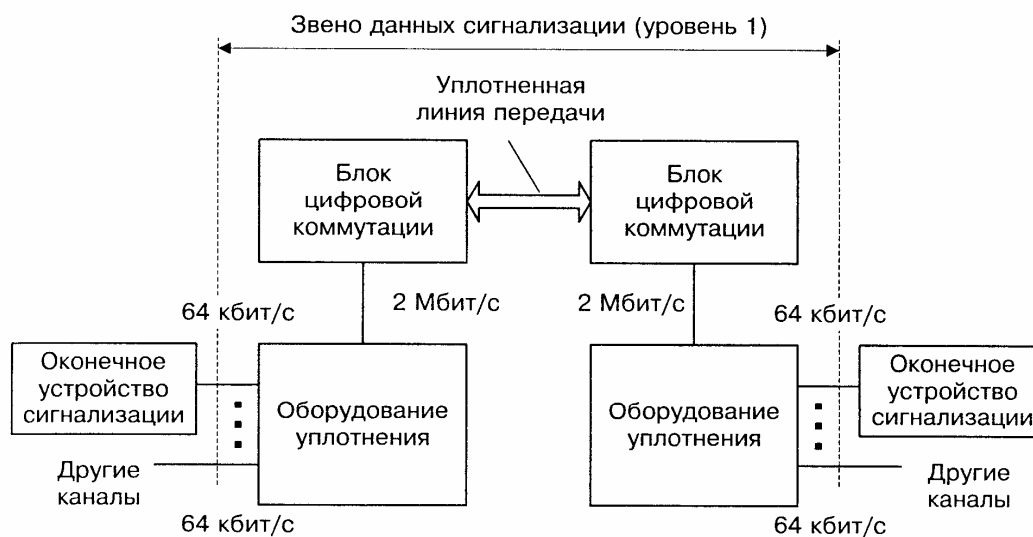 Звено данных сигнализации (уровень 1)
Уплотненная
линия передачи
Блок
цифровой
коммутации
Блок
цифровой
коммутации
64 кбит/с
2 Мбит/с
2 Мбит/с
64 кбит/с
Оконечное
устройство
сигнализации
Оборудование
уплотнения
Оборудование
уплотнения
Оконечное
устройство
сигнализации
Другие
каналы
Другие
каналы
64 кбит/с
64 кбит/с